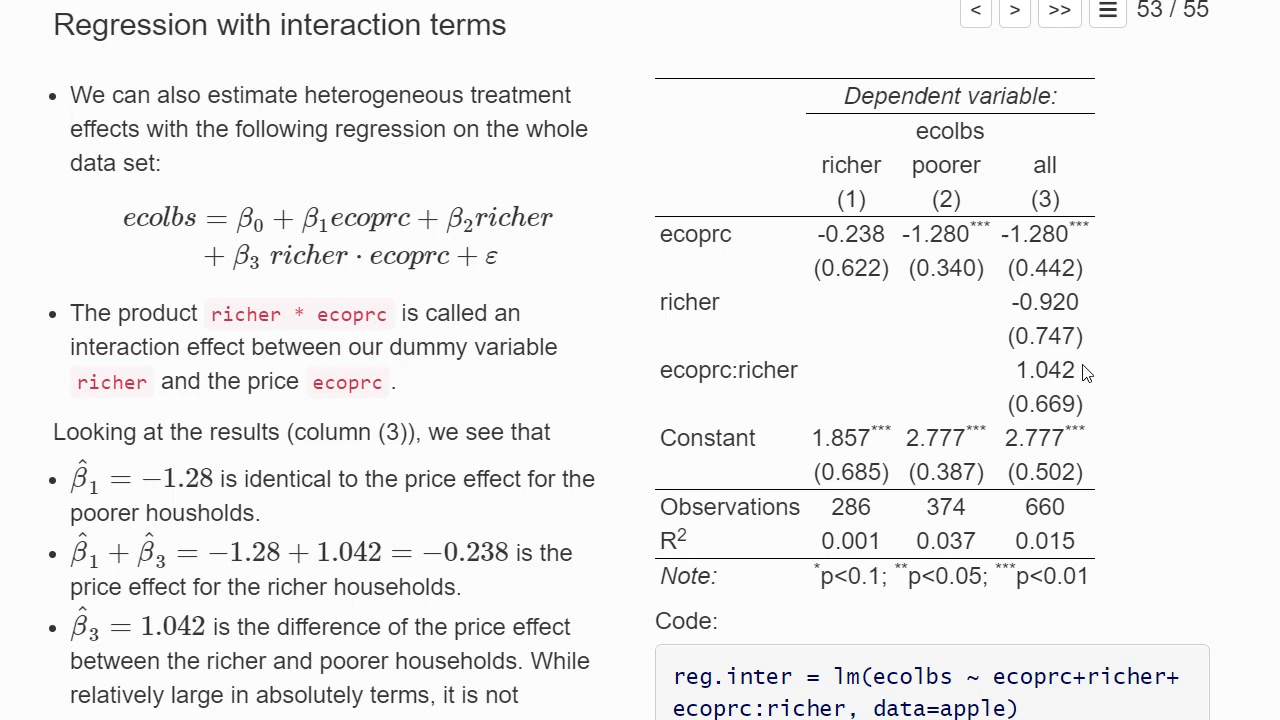 Regression with interaction terms
< > >> ☰ 53 / 55
• We can also estimate heterogeneous treatment
effects with the following regression on the whole
data set:
ecolbs = β₀ + β₁ecoprc + β₂richer
+ β₃ richer · ecoprc + ε
• The product richer * ecoprc is called an
interaction effect between our dummy variable
richer and the price ecoprc .
Looking at the results (column (3)), we see that
• β̂₁ = −1.28 is identical to the price effect for the
poorer housholds.
• β̂₁ + β̂₃ = −1.28 + 1.042 = −0.238 is the
price effect for the richer households.
• β̂₃ = 1.042 is the difference of the price effect
between the richer and poorer households. While
relatively large in absolutely terms, it is not
Dependent variable:
ecolbs
richer poorer all
(1) (2) (3)
ecoprc -0.238 -1.280*** -1.280***
(0.622) (0.340) (0.442)
richer -0.920
(0.747)
ecoprc:richer 1.042
(0.669)
Constant 1.857*** 2.777*** 2.777***
(0.685) (0.387) (0.502)
Observations 286 374 660
R² 0.001 0.037 0.015
Note: *p<0.1; **p<0.05; ***p<0.01
Code:
reg.inter = lm(ecolbs ~ ecoprc+richer+
ecoprc:richer, data=apple)